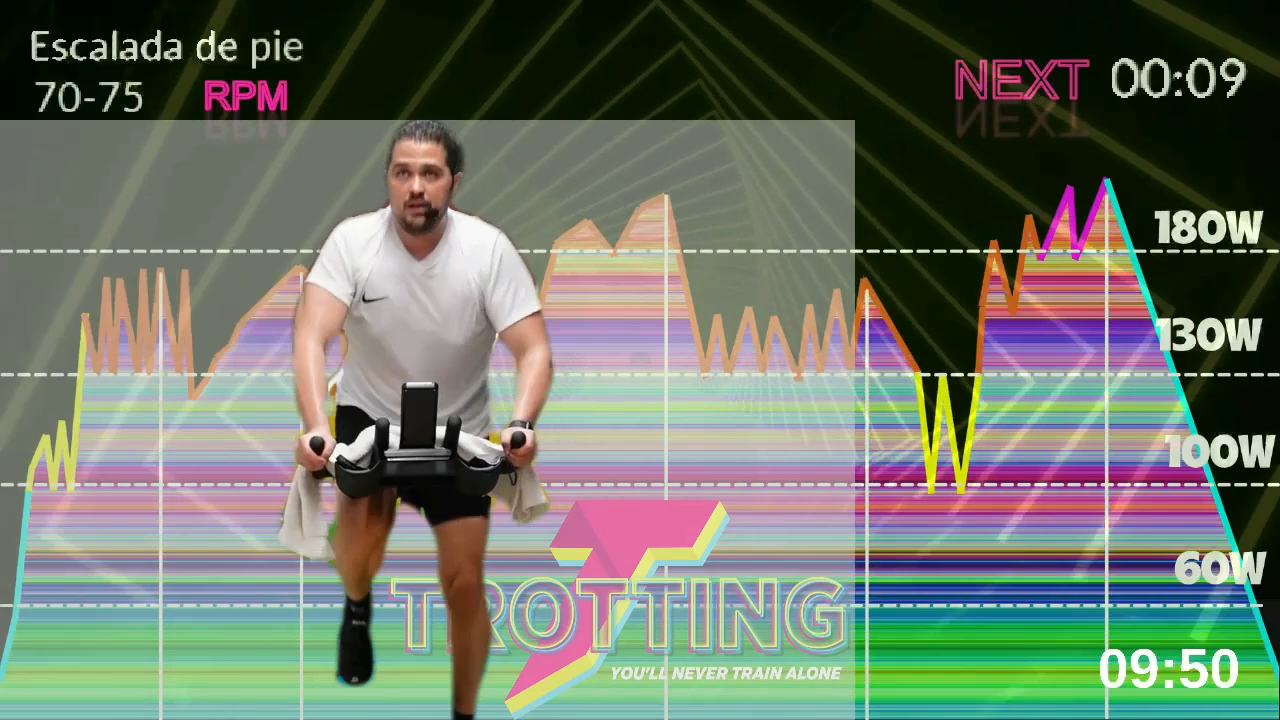 Escalada de pie
70-75 RPM
NEXT 00:09
180W
130W
100W
60W
TROTTING
YOU'LL NEVER TRAIN ALONE
09:50